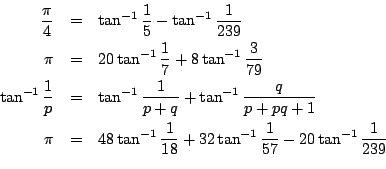 π/4 = tan⁻¹ 1/5 − tan⁻¹ 1/239
π = 20 tan⁻¹ 1/7 + 8 tan⁻¹ 3/79
tan⁻¹ 1/p = tan⁻¹ 1/(p + q) + tan⁻¹ q/(p + pq + 1)
π = 48 tan⁻¹ 1/18 + 32 tan⁻¹ 1/57 − 20 tan⁻¹ 1/239